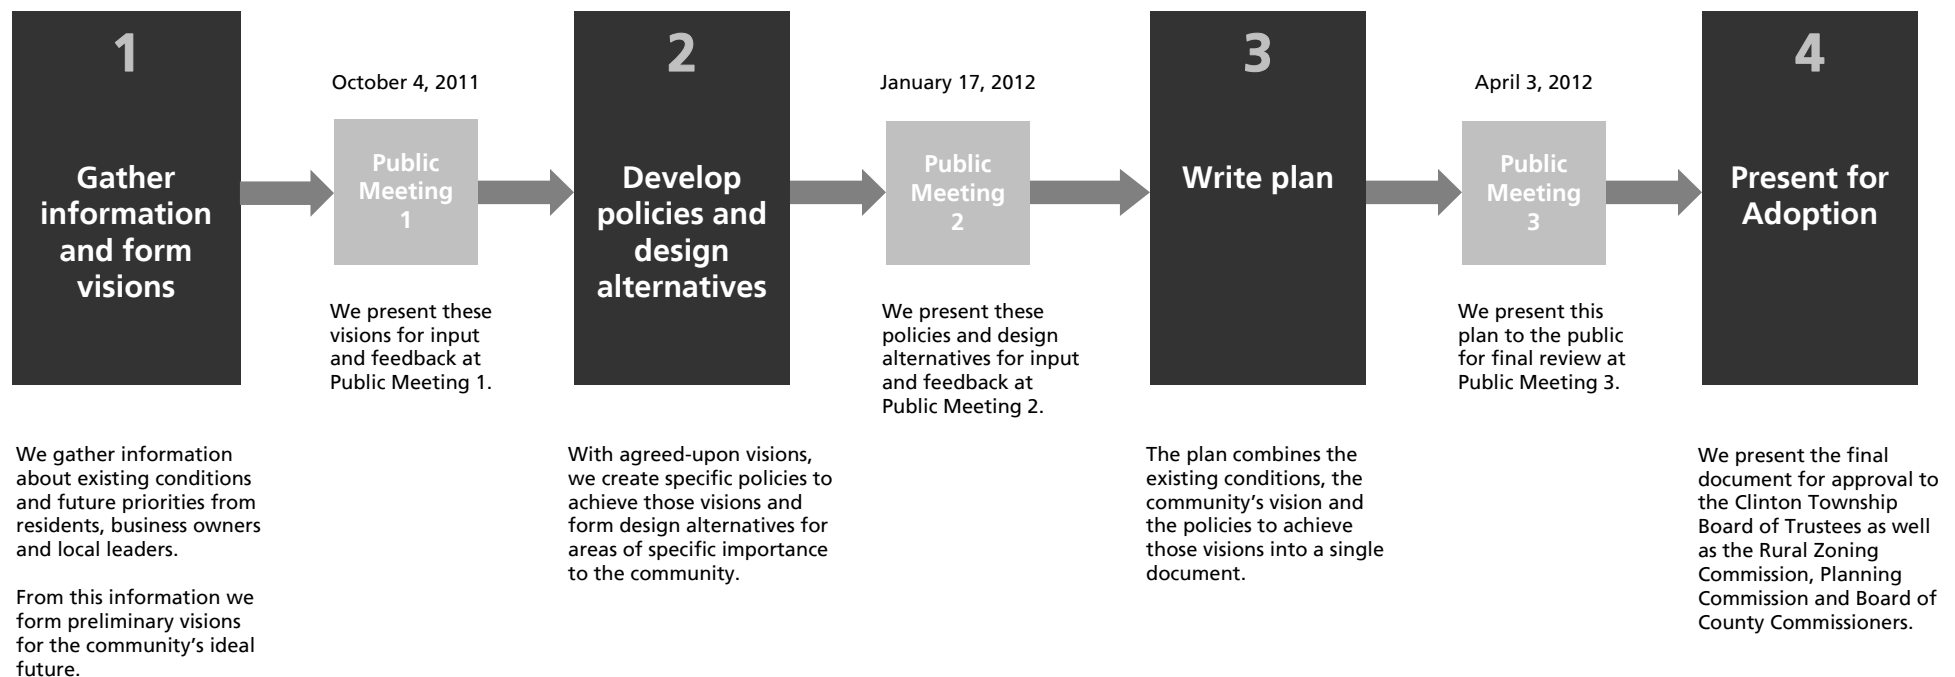 1
Gather
information
and form
visions
We gather information
about existing conditions
and future priorities from
residents, business owners
and local leaders.
From this information we
form preliminary visions
for the community’s ideal
future.
October 4, 2011
Public
Meeting
1
We present these
visions for input
and feedback at
Public Meeting 1.
2
Develop
policies and
design
alternatives
With agreed-upon visions,
we create specific policies to
achieve those visions and
form design alternatives for
areas of specific importance
to the community.
January 17, 2012
Public
Meeting
2
We present these
policies and design
alternatives for input
and feedback at
Public Meeting 2.
3
Write plan
The plan combines the
existing conditions, the
community’s vision and
the policies to achieve
those visions into a single
document.
April 3, 2012
Public
Meeting
3
We present this
plan to the public
for final review at
Public Meeting 3.
4
Present for
Adoption
We present the final
document for approval to
the Clinton Township
Board of Trustees as well
as the Rural Zoning
Commission, Planning
Commission and Board of
County Commissioners.